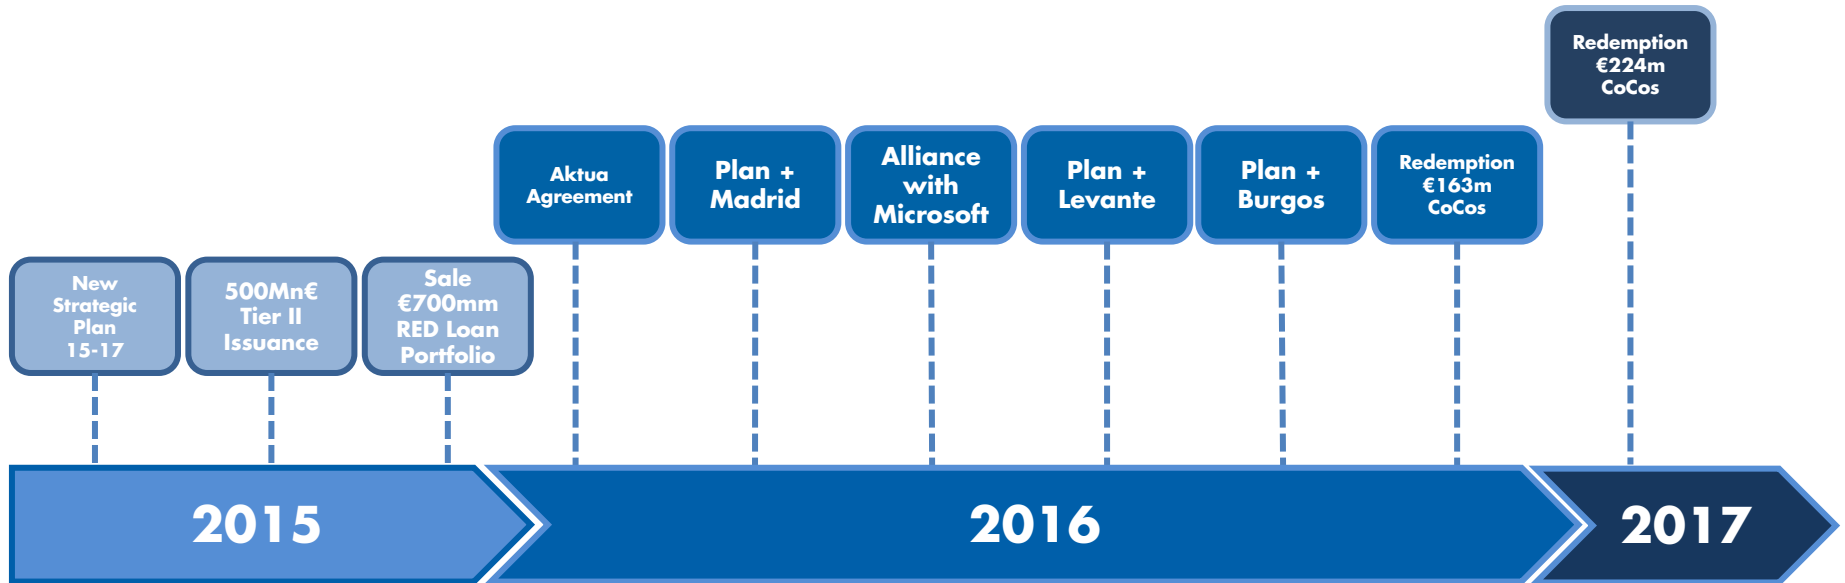 New
Strategic
Plan
15-17
500Mn€
Tier II
Issuance
Sale
€700mm
RED Loan
Portfolio
Aktua
Agreement
Plan +
Madrid
Alliance
with
Microsoft
Plan +
Levante
Plan +
Burgos
Redemption
€163m
CoCos
Redemption
€224m
CoCos
2015
2016
2017